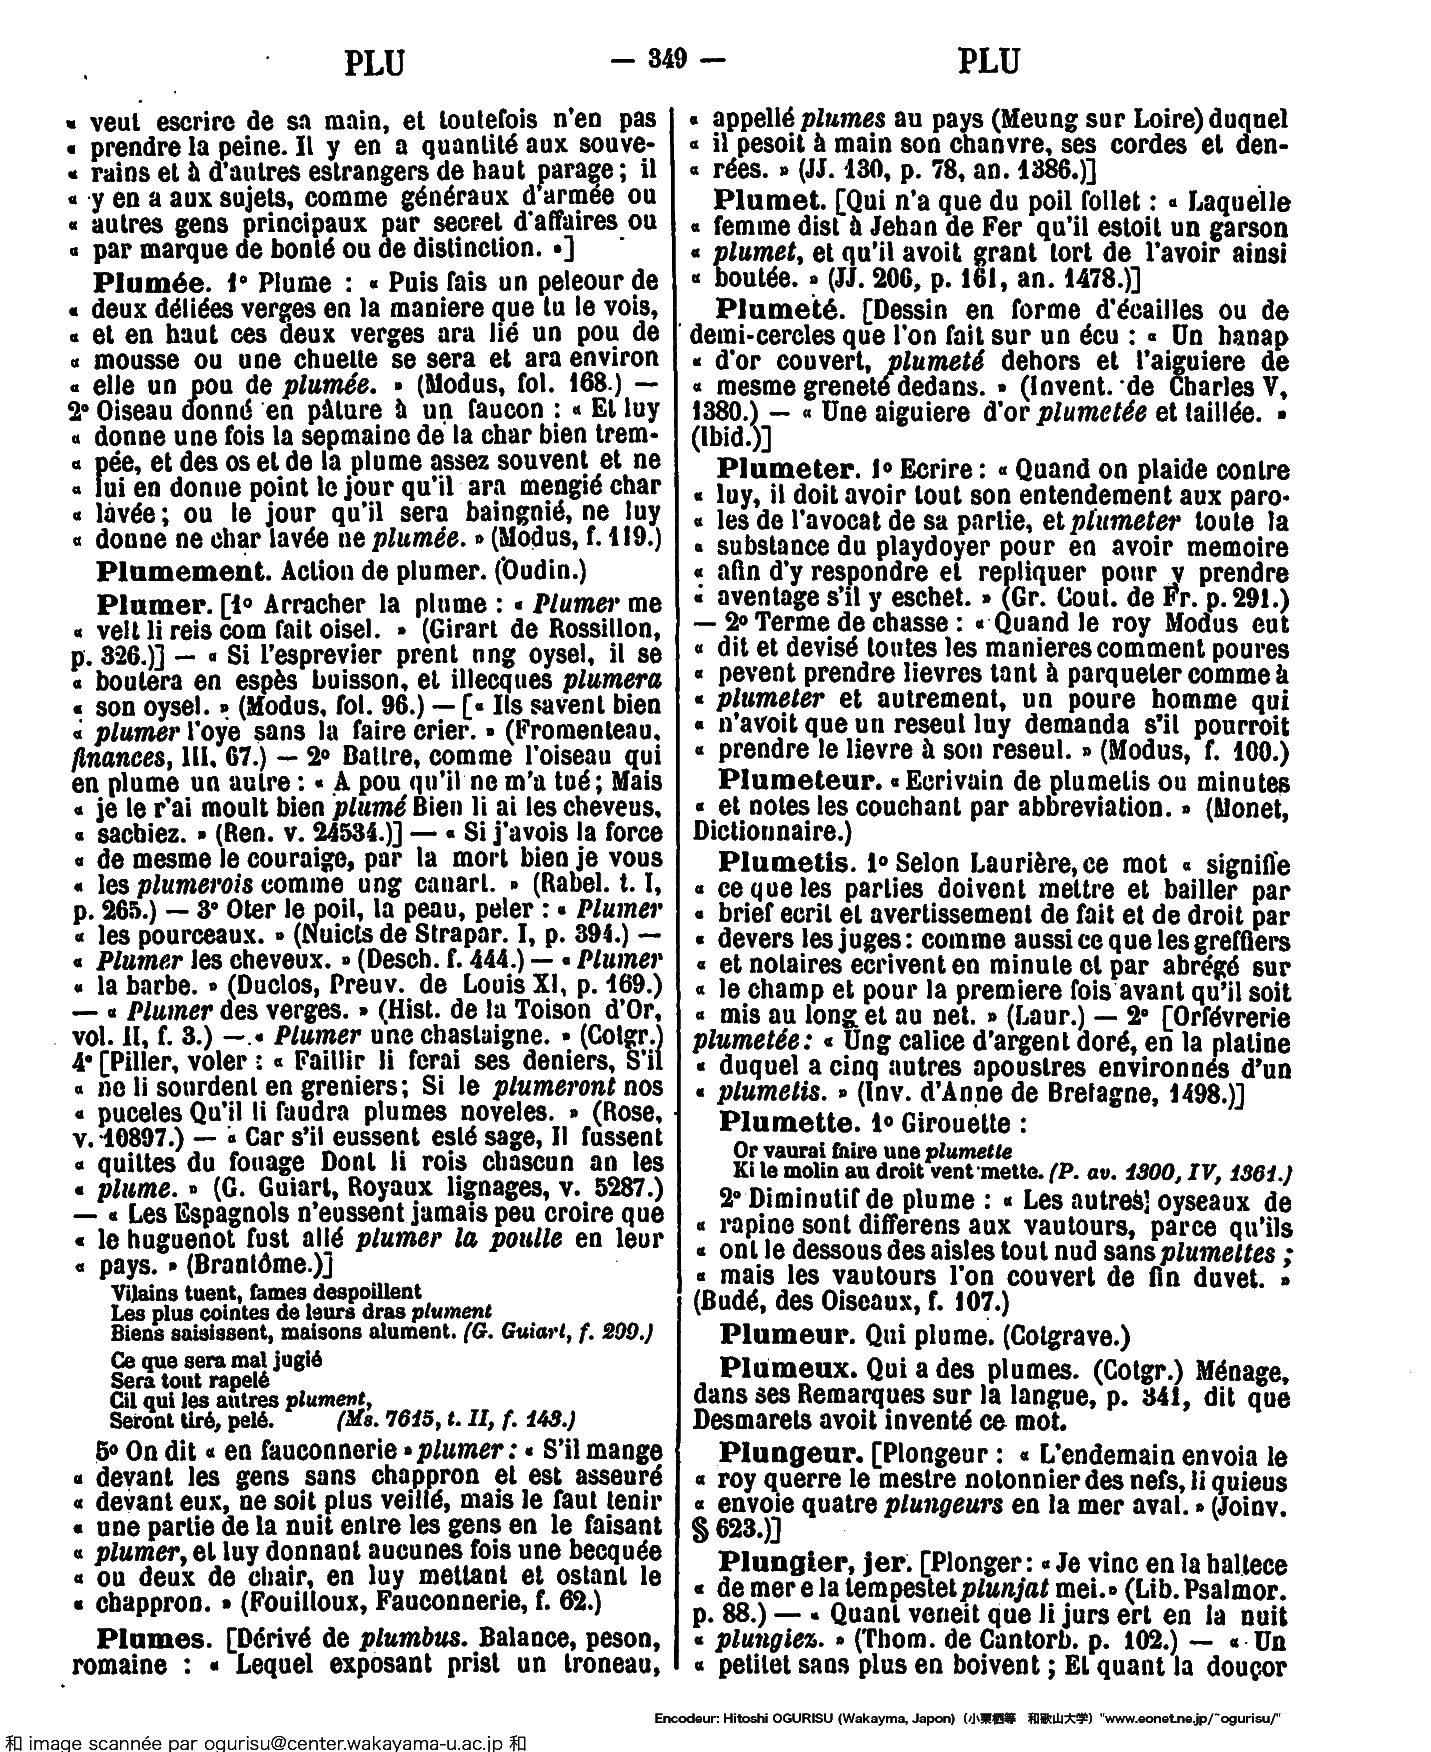 PLU — 349 — PLU
« veut escrire de sa main, et toutefois n'en pas
« prendre la peine. Il y en a quantité aux souve-
« rains et à d'autres estrangers de haut parage ; il
« y en a aux sujets, comme généraux d'armée ou
« autres gens principaux par secret d'affaires ou
« par marque de bonté ou de distinction. »]
Plumée. 1° Plume : « Puis fais un peleour de
« deux déliées verges en la maniere que tu le vois,
« et en haut ces deux verges ara lié un pou de
« mousse ou une chuette se sera et ara environ
« elle un pou de plumée. » (Modus, fol. 168.) —
2° Oiseau donné en pâture à un faucon : « Et luy
« donne une fois la sepmaine de la char bien trem-
« pée, et des os et de la plume assez souvent et ne
« lui en donne point le jour qu'il ara mengié char
« lavée ; ou le jour qu'il sera baingnié, ne luy
« donne ne char lavée ne plumée. » (Modus, f. 119.)
Plumement. Action de plumer. (Oudin.)
Plumer. [1° Arracher la plume : « Plumer me
« velt li reis com fait oisel. » (Girart de Rossillon,
p. 326.)] — « Si l'esprevier prent ung oysel, il se
« boutera en espès buisson, et illecques plumera
« son oysel. » (Modus, fol. 96.) — [« Ils savent bien
« plumer l'oye sans la faire crier. » (Fromenteau,
finances, III, 67.) — 2° Battre, comme l'oiseau qui
en plume un autre : « A pou qu'il ne m'a tué ; Mais
« je le r'ai moult bien plumé Bien li ai les cheveus,
« sachiez. » (Ren. v. 24534.)] — « Si j'avois la force
« de mesme le couraige, par la mort bien je vous
« les plumerois comme ung canart. » (Rabel. t. I,
p. 265.) — 3° Oter le poil, la peau, peler : « Plumer
« les pourceaux. » (Nuicts de Strapar. I, p. 394.) —
« Plumer les cheveux. » (Desch. f. 444.) — « Plumer
« la barbe. » (Duclos, Preuv. de Louis XI, p. 169.)
— « Plumer des verges. » (Hist. de la Toison d'Or,
vol. II, f. 3.) — « Plumer une chastaigne. » (Cotgr.)
4° [Piller, voler : « Faillir li ferai ses deniers, S'il
« ne li sourdent en greniers ; Si le plumeront nos
« puceles Qu'il li faudra plumes noveles. » (Rose,
v. 10897.) — « Car s'il eussent esté sage, Il fussent
« quittes du fouage Dont li rois chascun an les
« plume. » (G. Guiart, Royaux lignages, v. 5287.)
— « Les Espagnols n'eussent jamais peu croire que
« le huguenot fust allé plumer la poulle en leur
« pays. » (Brantôme.)]
Vilains tuent, fames despoillent
Les plus cointes de leurs dras plument
Biens saisissent, maisons alument. (G. Guiart, f. 299.)
Ce que sera mal jugié
Sera tout rapelé
Cil qui les autres plument,
Seront tiré, pelé. (Ms. 7615, t. II, f. 143.)
5° On dit « en fauconnerie » plumer : « S'il mange
« devant les gens sans chappron et est asseuré
« devant eux, ne soit plus veillé, mais le faut tenir
« une partie de la nuit entre les gens en le faisant
« plumer, et luy donnant aucunes fois une becquée
« ou deux de chair, en luy mettant et ostant le
« chappron. » (Fouilloux, Fauconnerie, f. 62.)
Plumes. [Dérivé de plumbus. Balance, peson,
romaine : « Lequel exposant prist un troneau,
« appellé plumes au pays (Meung sur Loire) duquel
« il pesoit à main son chanvre, ses cordes et den-
« rées. » (JJ. 130, p. 78, an. 1386.)]
Plumet. [Qui n'a que du poil follet : « Laquelle
« femme dist à Jehan de Fer qu'il estoit un garson
« plumet, et qu'il avoit grant tort de l'avoir ainsi
« boutée. » (JJ. 206, p. 161, an. 1478.)]
Plumeté. [Dessin en forme d'écailles ou de
demi-cercles que l'on fait sur un écu : « Un hanap
« d'or couvert, plumeté dehors et l'aiguiere de
« mesme greneté dedans. » (Invent. de Charles V,
1380.) — « Une aiguiere d'or plumetée et taillée. »
(Ibid.)]
Plumeter. 1° Ecrire : « Quand on plaide contre
« luy, il doit avoir tout son entendement aux paro-
« les de l'avocat de sa partie, et plumeter toute la
« substance du playdoyer pour en avoir memoire
« afin d'y respondre et repliquer pour y prendre
« aventage s'il y eschet. » (Gr. Cout. de Fr. p. 291.)
— 2° Terme de chasse : « Quand le roy Modus eut
« dit et devisé toutes les manieres comment poures
« pevent prendre lievres tant à parqueter comme à
« plumeter et autrement, un poure homme qui
« n'avoit que un reseul luy demanda s'il pourroit
« prendre le lievre à son reseul. » (Modus, f. 100.)
Plumeteur. « Ecrivain de plumetis ou minutes
« et notes les couchant par abbreviation. » (Monet,
Dictionnaire.)
Plumetis. 1° Selon Laurière, ce mot « signifie
« ce que les parties doivent mettre et bailler par
« brief ecrit et avertissement de fait et de droit par
« devers les juges : comme aussi ce que les greffiers
« et notaires ecrivent en minute et par abrégé sur
« le champ et pour la premiere fois avant qu'il soit
« mis au long et au net. » (Laur.) — 2° [Orfévrerie
plumetée : « Ung calice d'argent doré, en la platine
« duquel a cinq autres apoustres environnés d'un
« plumetis. » (Inv. d'Anne de Bretagne, 1498.)]
Plumette. 1° Girouette :
Or vaurai faire une plumette
Ki le molin au droit vent mette. (P. av. 1300, IV, 1361.)
2° Diminutif de plume : « Les autres oyseaux de
« rapine sont differens aux vautours, parce qu'ils
« ont le dessous des aisles tout nud sans plumettes ;
« mais les vautours l'on couvert de fin duvet. »
(Budé, des Oiseaux, f. 107.)
Plumeur. Qui plume. (Cotgrave.)
Plumeux. Qui a des plumes. (Cotgr.) Ménage,
dans ses Remarques sur la langue, p. 341, dit que
Desmarets avoit inventé ce mot.
Plungeur. [Plongeur : « L'endemain envoia le
« roy querre le mestre notonnier des nefs, li quieus
« envoie quatre plungeurs en la mer aval. » (Joinv.
§ 623.)]
Plungier, jer. [Plonger : « Je vinc en la haltece
« de mer e la tempestet plunjat mei. » (Lib. Psalmor.
p. 88.) — « Quant veneit que li jurs ert en la nuit
« plungiez. » (Thom. de Cantorb. p. 102.) — « Un
« petitet sans plus en boivent ; Et quant la douçor
Encodeur: Hitoshi OGURISU (Wakayma, Japon) (小栗栖等 和歌山大学) "www.eonet.ne.jp/~ogurisu/"
和 image scannée par ogurisu@center.wakayama-u.ac.jp 和